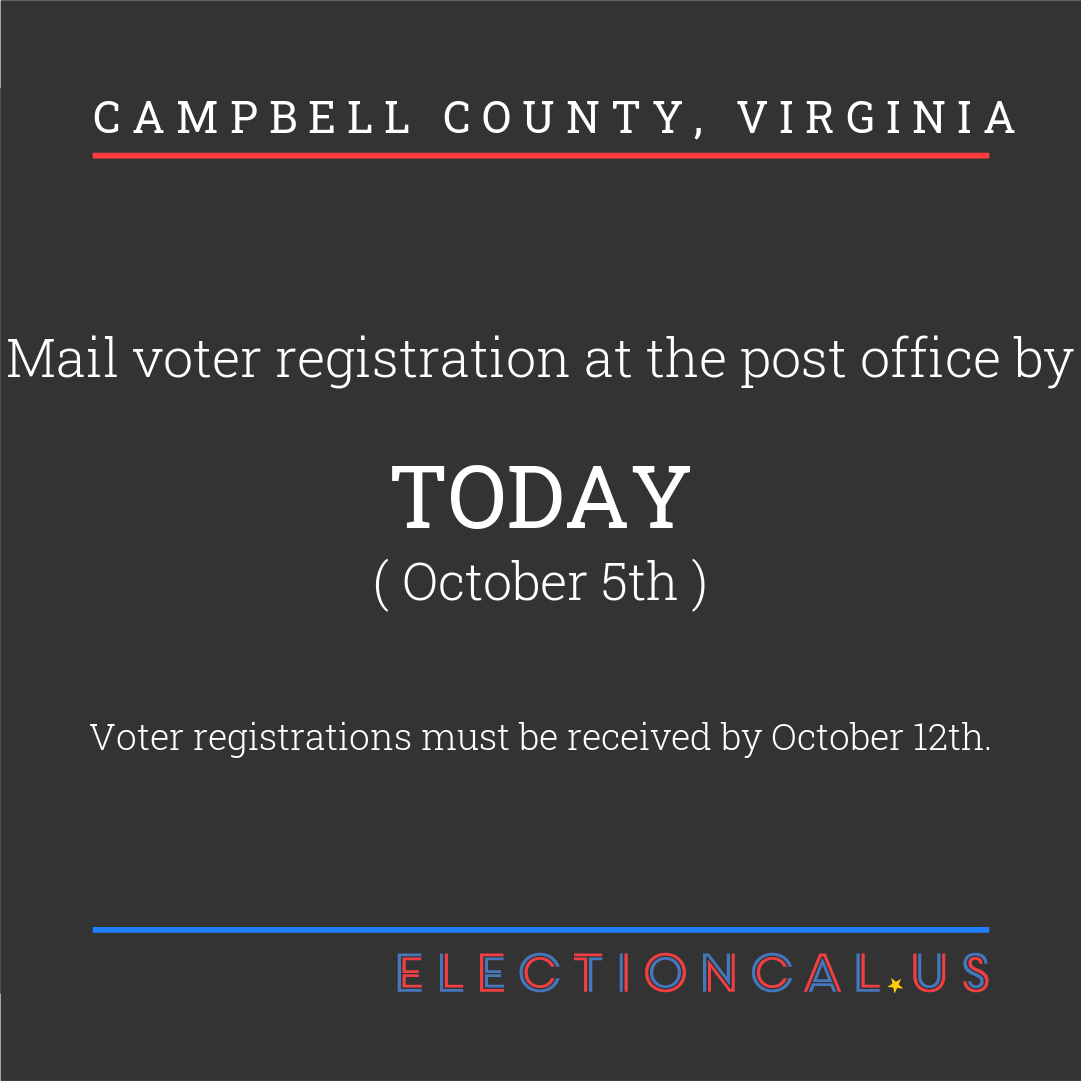 CAMPBELL COUNTY, VIRGINIA
Mail voter registration at the post office by
TODAY
( October 5th )
Voter registrations must be received by October 12th.
ELECTIONCAL.US